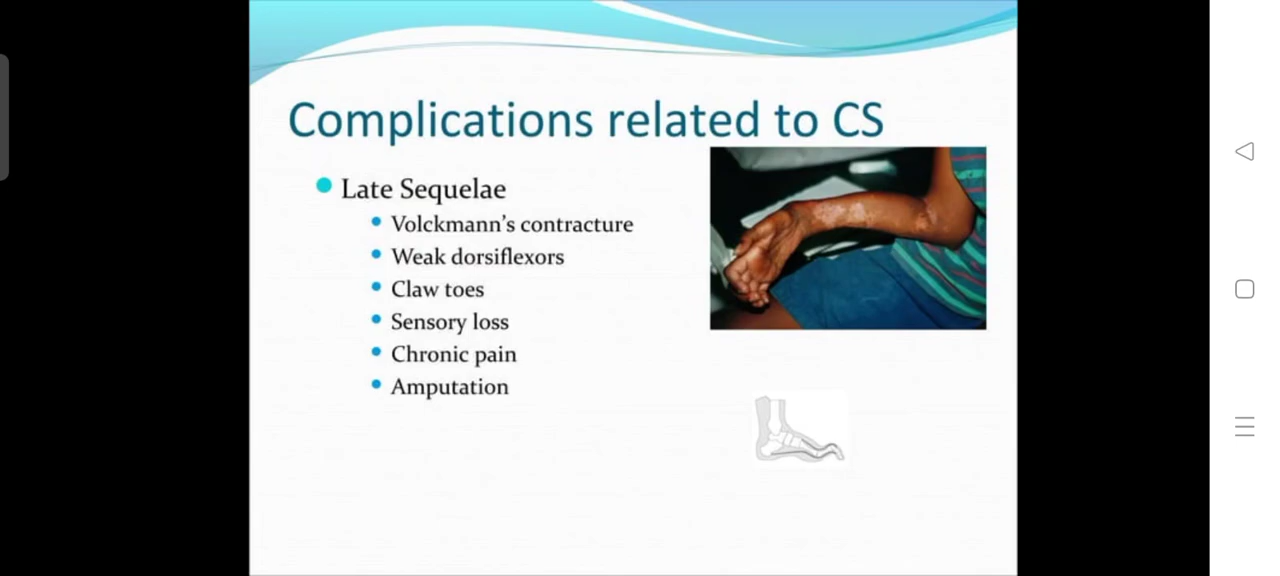 Complications related to CS
Late Sequelae
Volckmann's contracture
Weak dorsiflexors
Claw toes
Sensory loss
Chronic pain
Amputation